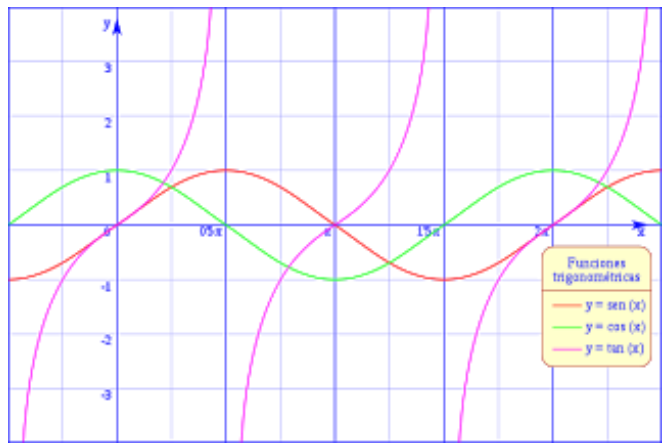 y
3
2
1
0
0'5π
π
1'5π
2π
x
-1
-2
-3
Funciones
trigonométricas
y = sen (x)
y = cos (x)
y = tan (x)